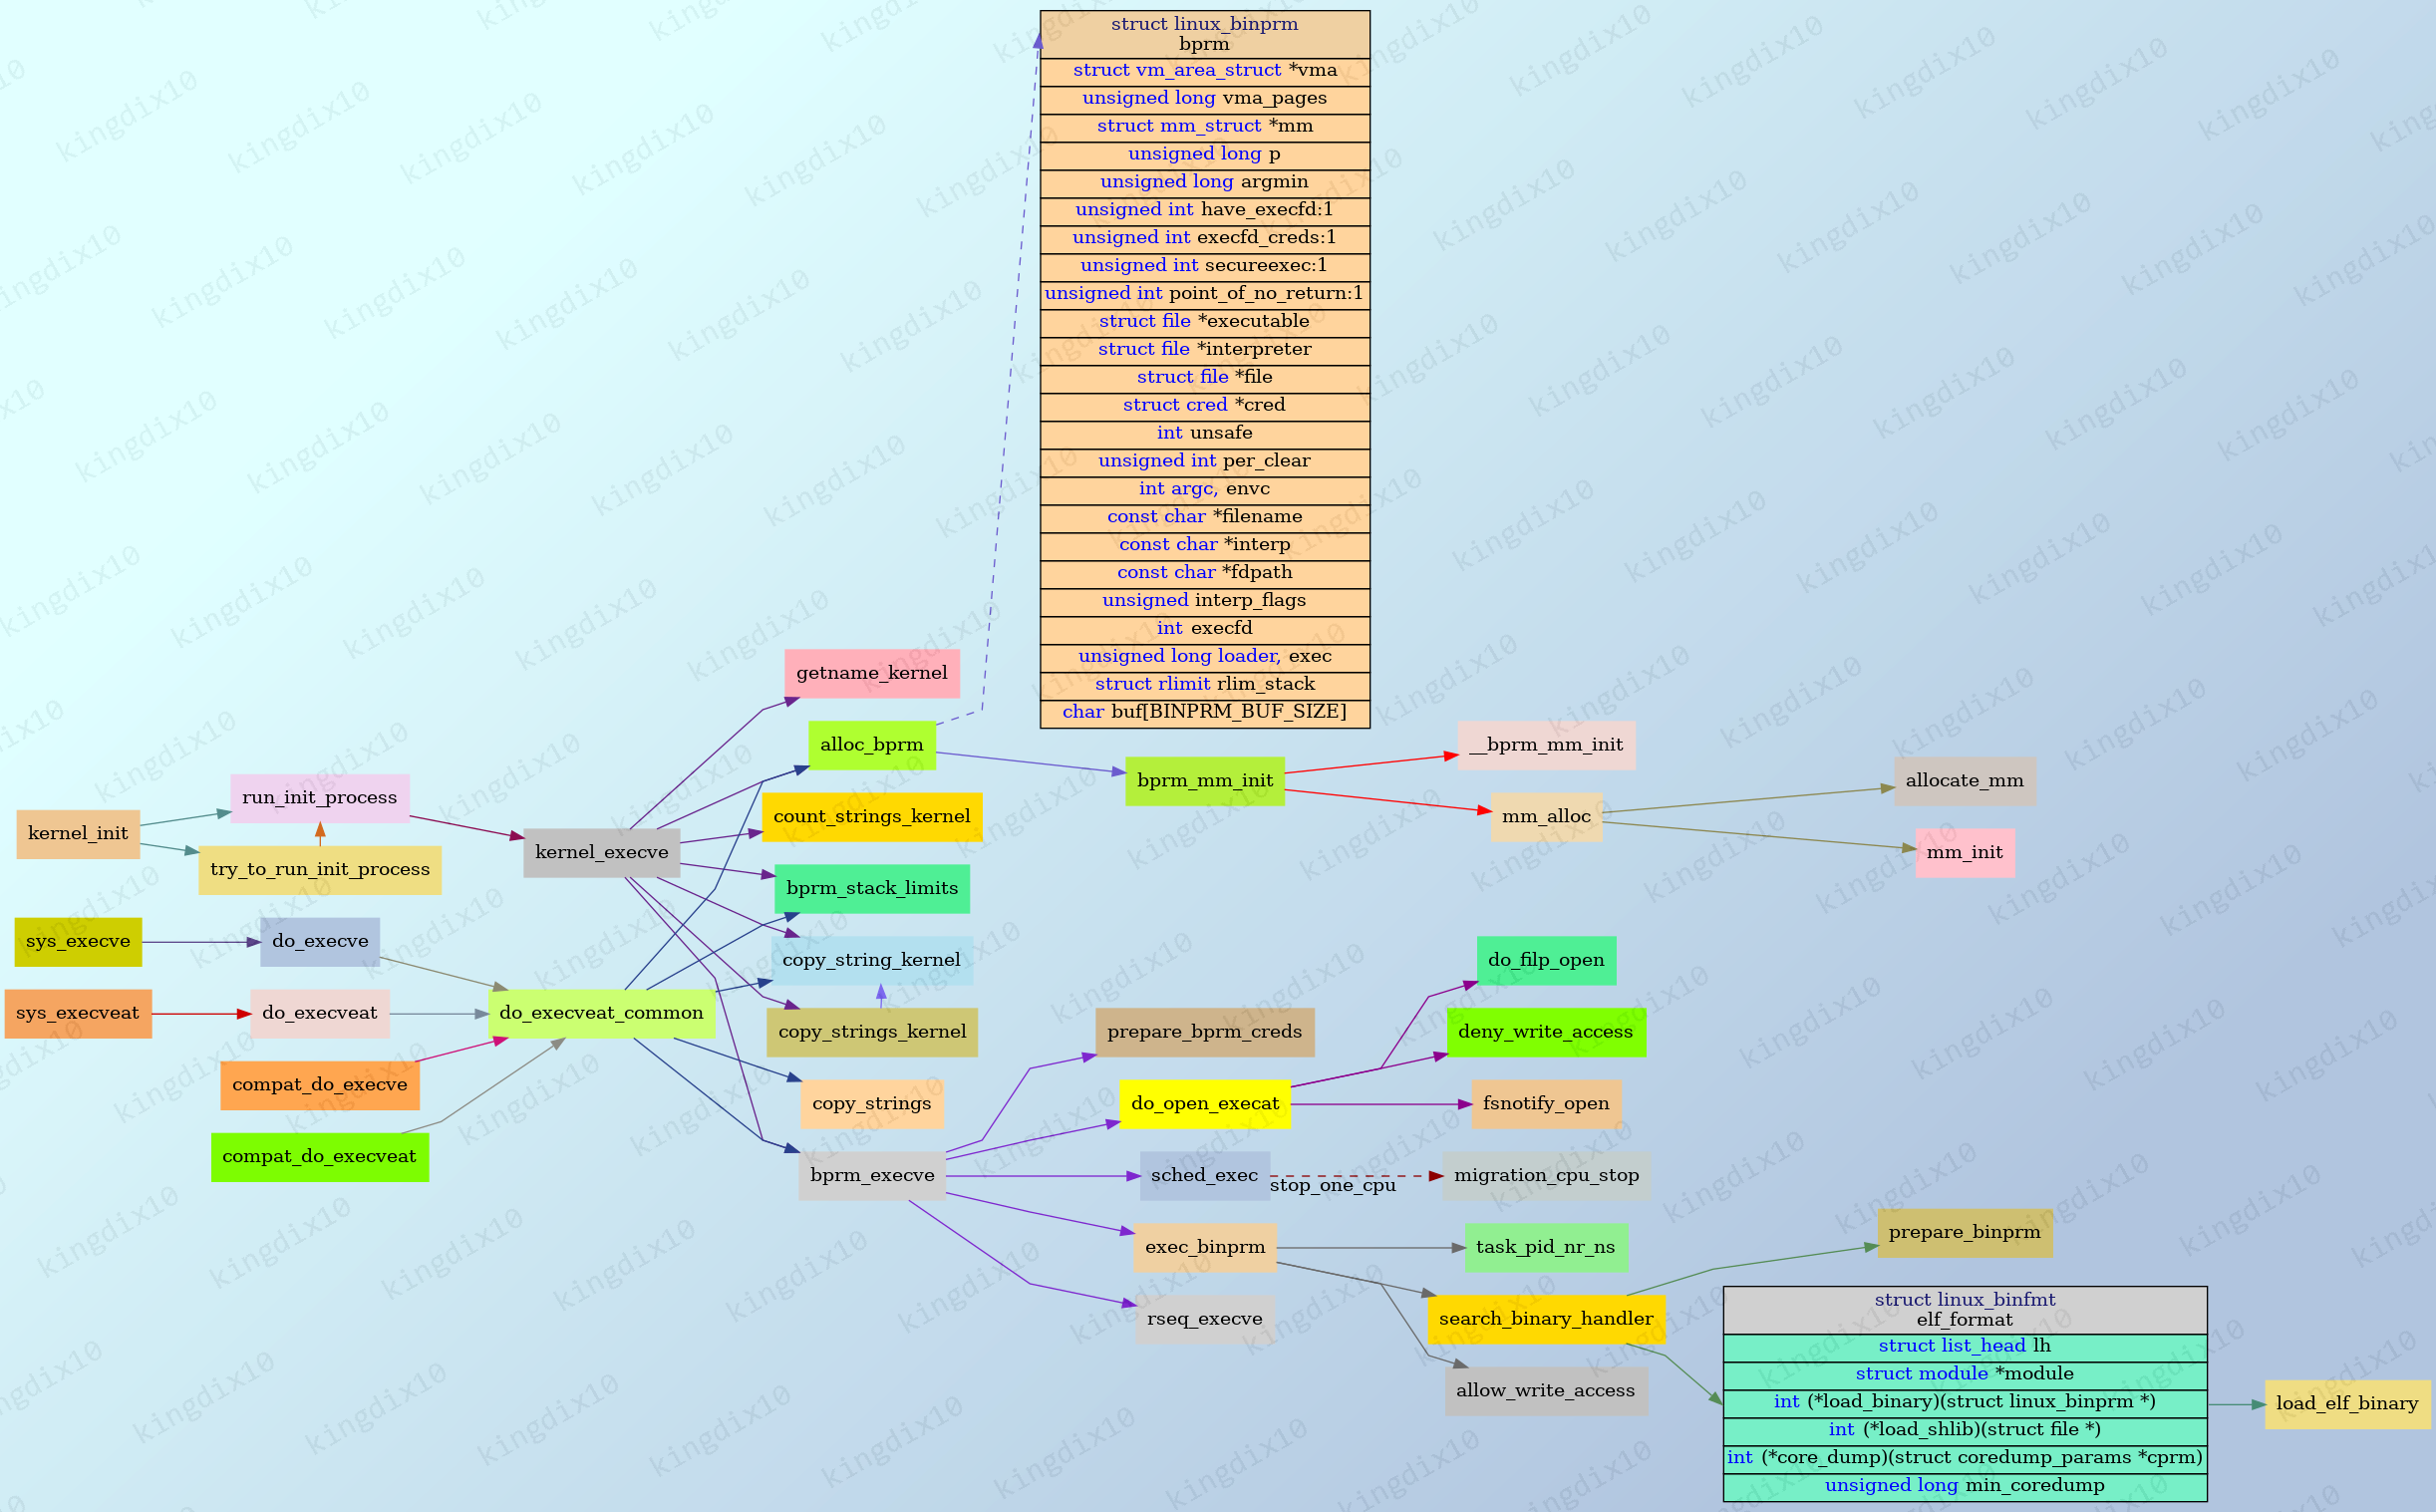 struct linux_binprm
bprm
struct vm_area_struct *vma
unsigned long vma_pages
struct mm_struct *mm
unsigned long p
unsigned long argmin
unsigned int have_execfd:1
unsigned int execfd_creds:1
unsigned int secureexec:1
unsigned int point_of_no_return:1
struct file *executable
struct file *interpreter
struct file *file
struct cred *cred
int unsafe
unsigned int per_clear
int argc, envc
const char *filename
const char *interp
const char *fdpath
unsigned interp_flags
int execfd
unsigned long loader, exec
struct rlimit rlim_stack
char buf[BINPRM_BUF_SIZE]
kernel_init
run_init_process
try_to_run_init_process
sys_execve
do_execve
sys_execveat
do_execveat
compat_do_execve
compat_do_execveat
kernel_execve
do_execveat_common
getname_kernel
alloc_bprm
count_strings_kernel
bprm_stack_limits
copy_string_kernel
copy_strings_kernel
copy_strings
bprm_execve
bprm_mm_init
__bprm_mm_init
mm_alloc
allocate_mm
mm_init
prepare_bprm_creds
do_open_execat
sched_exec
stop_one_cpu
exec_binprm
rseq_execve
do_filp_open
deny_write_access
fsnotify_open
migration_cpu_stop
task_pid_nr_ns
search_binary_handler
allow_write_access
prepare_binprm
struct linux_binfmt
elf_format
struct list_head lh
struct module *module
int (*load_binary)(struct linux_binprm *)
int (*load_shlib)(struct file *)
int (*core_dump)(struct coredump_params *cprm)
unsigned long min_coredump
load_elf_binary
kingdix10